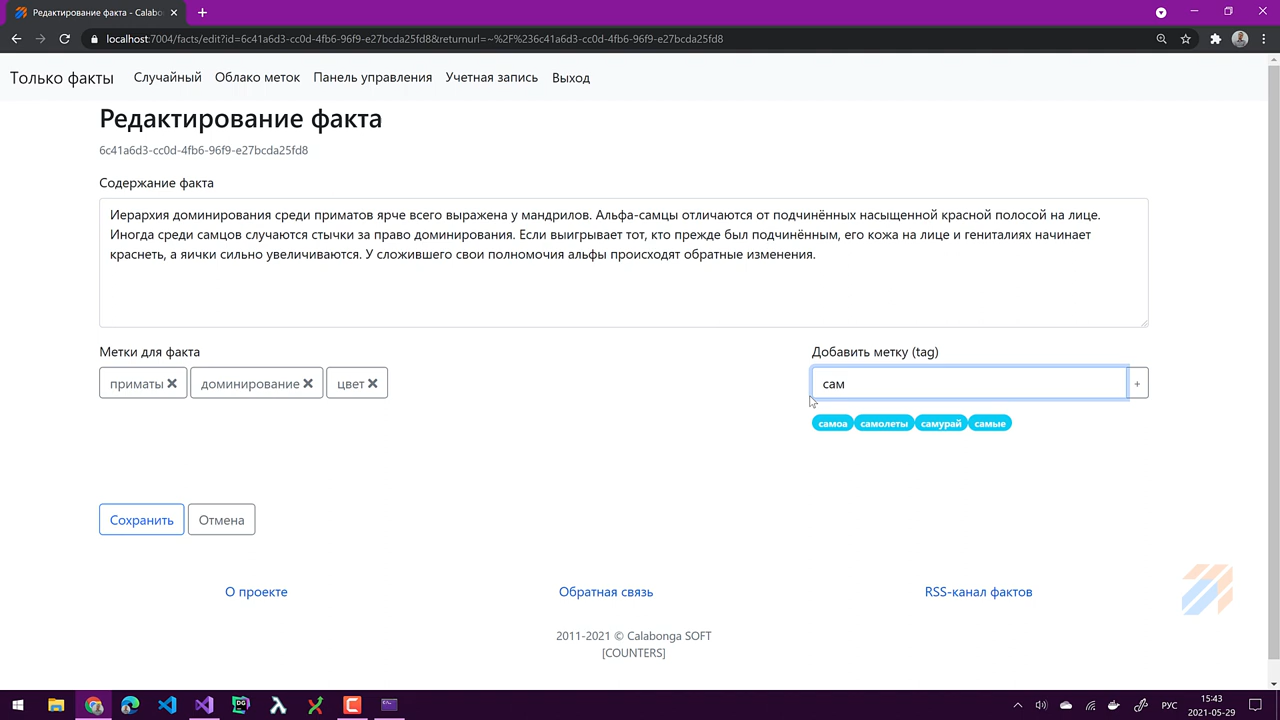 Редактирование факта - Calabo
localhost:7004/facts/edit?id=6c41a6d3-cc0d-4fb6-96f9-e27bcda25fd8&returnurl=~%2F%236c41a6d3-cc0d-4fb6-96f9-e27bcda25fd8
Только факты Случайный Облако меток Панель управления Учетная запись Выход
Редактирование факта
6c41a6d3-cc0d-4fb6-96f9-e27bcda25fd8
Содержание факта
Иерархия доминирования среди приматов ярче всего выражена у мандрилов. Альфа-самцы отличаются от подчинённых насыщенной красной полосой на лице.
Иногда среди самцов случаются стычки за право доминирования. Если выигрывает тот, кто прежде был подчинённым, его кожа на лице и гениталиях начинает
краснеть, а яички сильно увеличиваются. У сложившего свои полномочия альфы происходят обратные изменения.
Метки для факта Добавить метку (tag)
приматы доминирование цвет сам +
самоа самолеты самурай самые
Сохранить Отмена
О проекте Обратная связь RSS-канал фактов
2011-2021 © Calabonga SOFT
[COUNTERS]
РУС 15:43
2021-05-29